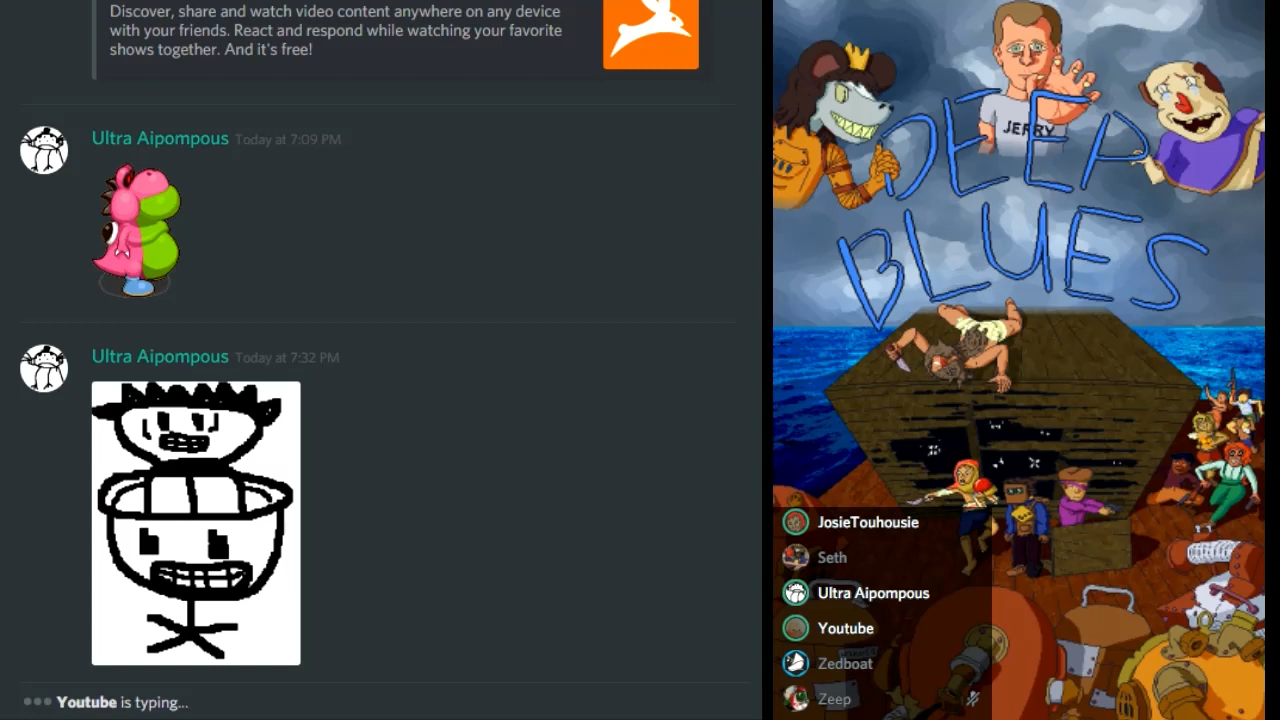 Discover, share and watch video content anywhere on any device
with your friends. React and respond while watching your favorite
shows together. And it's free!
Ultra Aipompous Today at 7:09 PM
Ultra Aipompous Today at 7:32 PM
Youtube is typing...
JERRY
DEEP
BLUES
JosieTouhousie
Seth
Ultra Aipompous
Youtube
Zedboat
Zeep